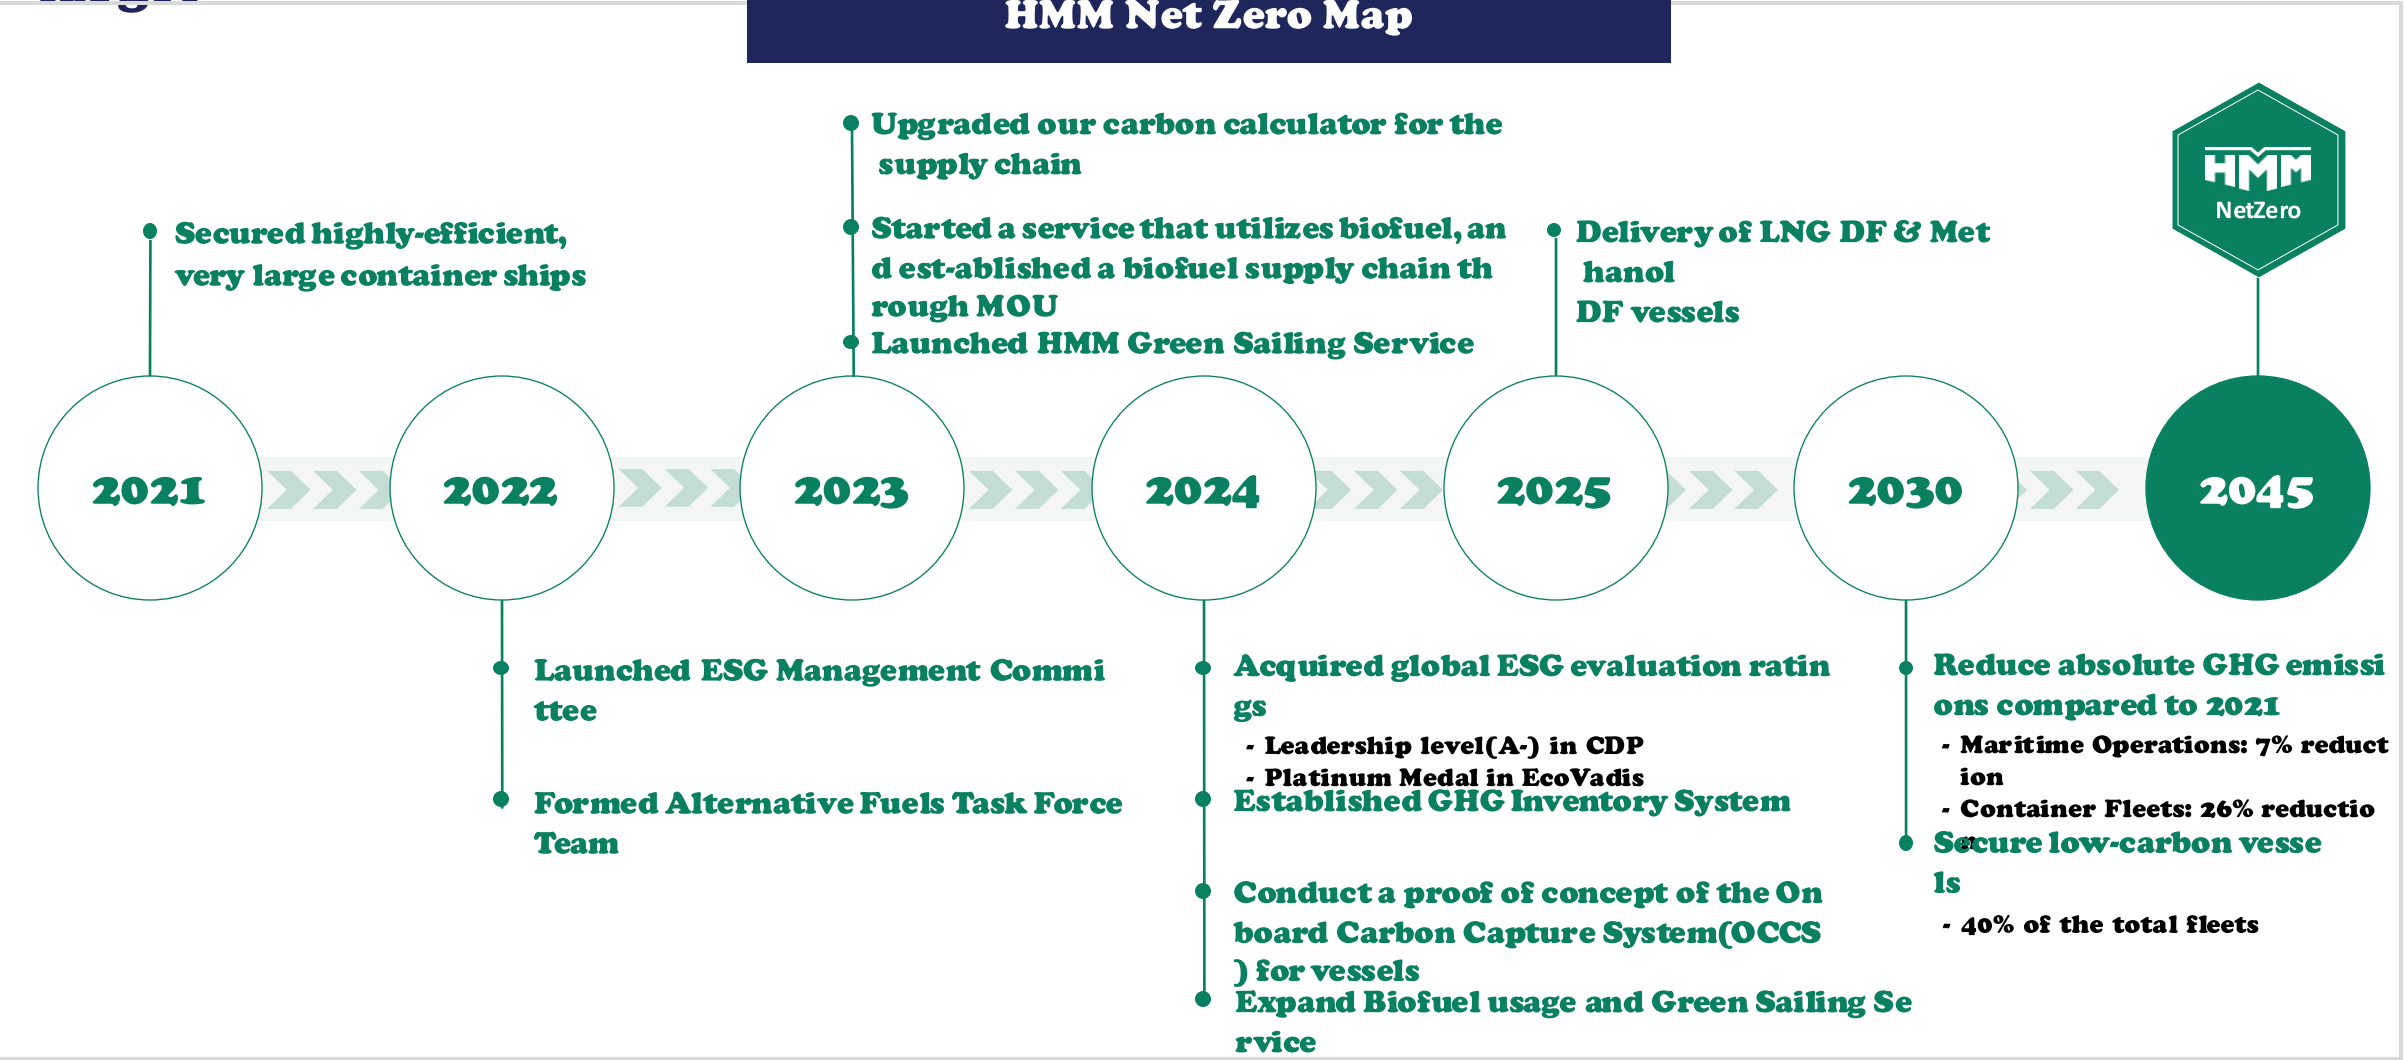 HMM Net Zero Map
Upgraded our carbon calculator for the
supply chain
Started a service that utilizes biofuel, an
d est-ablished a biofuel supply chain th
rough MOU
Launched HMM Green Sailing Service
Secured highly-efficient,
very large container ships
Delivery of LNG DF & Met
hanol
DF vessels
HMM
NetZero
2021
2022
2023
2024
2025
2030
2045
Launched ESG Management Commi
ttee
Formed Alternative Fuels Task Force
Team
Acquired global ESG evaluation ratin
gs
- Leadership level(A-) in CDP
- Platinum Medal in EcoVadis
Established GHG Inventory System
Conduct a proof of concept of the On
board Carbon Capture System(OCCS
) for vessels
Expand Biofuel usage and Green Sailing Se
rvice
Reduce absolute GHG emissi
ons compared to 2021
- Maritime Operations: 7% reduct
ion
- Container Fleets: 26% reductio
n
Secure low-carbon vesse
ls
- 40% of the total fleets